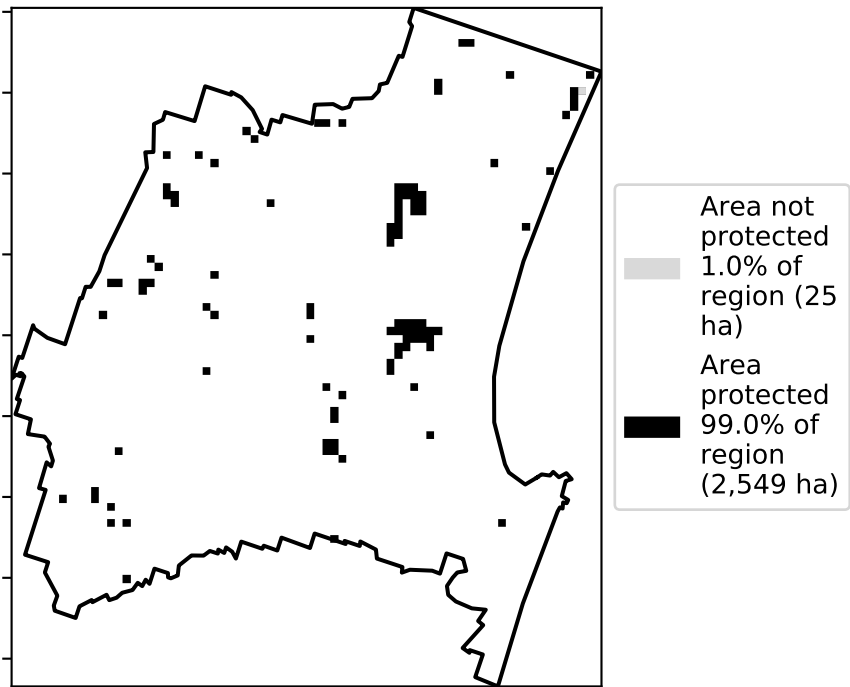 Area not
protected
1.0% of
region (25
ha)
Area
protected
99.0% of
region
(2,549 ha)